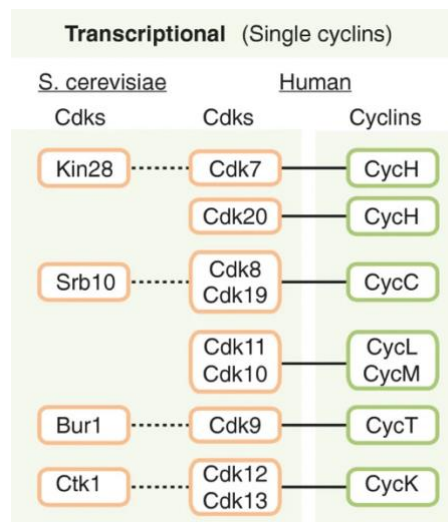 Transcriptional (Single cyclins)
S. cerevisiae Human
Cdks Cdks Cyclins
Kin28 Cdk7 CycH
Cdk20 CycH
Srb10 Cdk8 CycC
Cdk19
Cdk11 CycL
Cdk10 CycM
Bur1 Cdk9 CycT
Ctk1 Cdk12 CycK
Cdk13